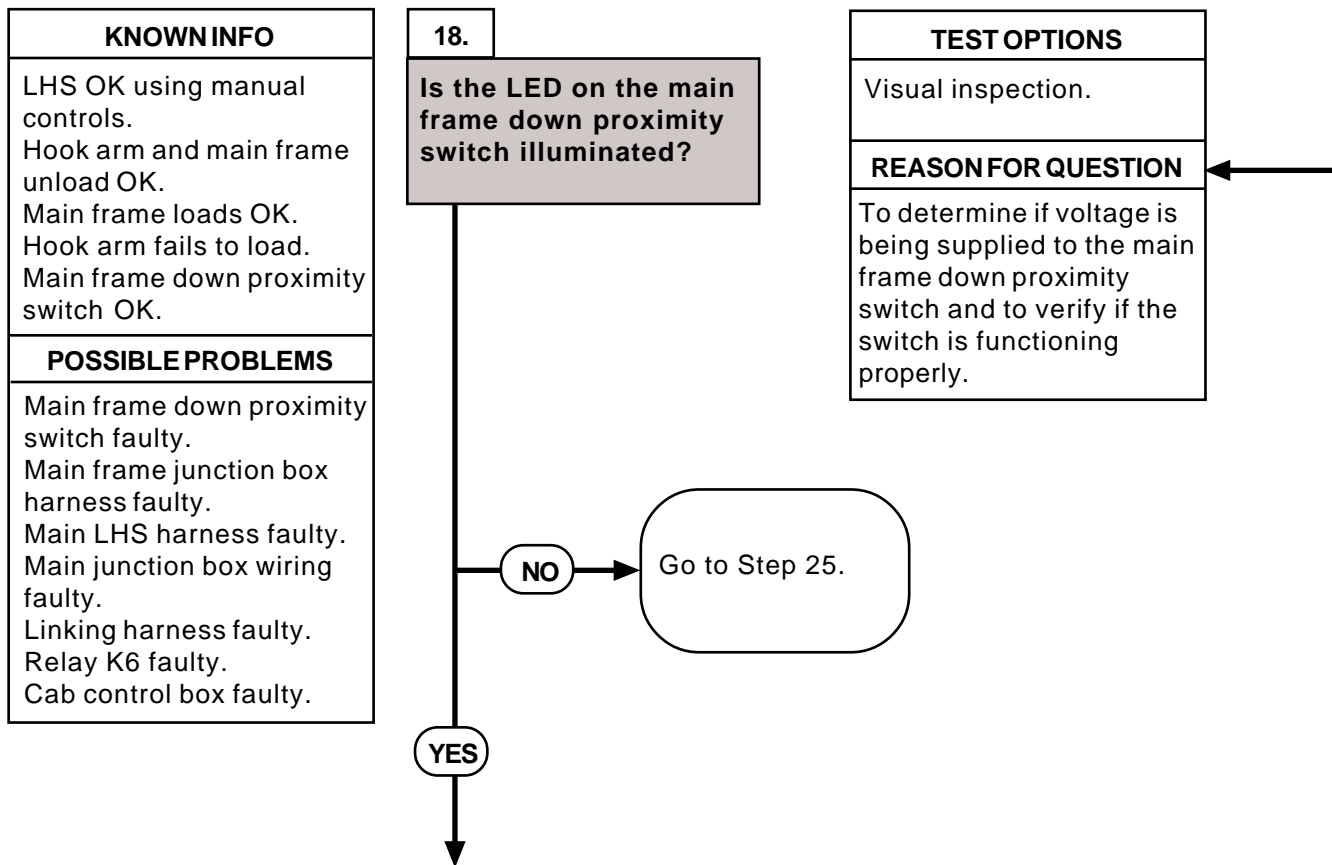 KNOWN INFO
LHS OK using manual
controls.
Hook arm and main frame
unload OK.
Main frame loads OK.
Hook arm fails to load.
Main frame down proximity
switch OK.
POSSIBLE PROBLEMS
Main frame down proximity
switch faulty.
Main frame junction box
harness faulty.
Main LHS harness faulty.
Main junction box wiring
faulty.
Linking harness faulty.
Relay K6 faulty.
Cab control box faulty.
18.
Is the LED on the main
frame down proximity
switch illuminated?
NO
Go to Step 25.
YES
TEST OPTIONS
Visual inspection.
REASON FOR QUESTION
To determine if voltage is
being supplied to the main
frame down proximity
switch and to verify if the
switch is functioning
properly.